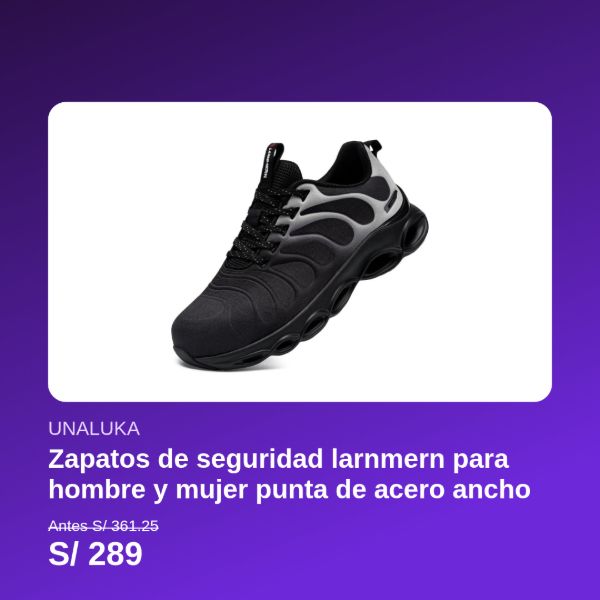 UNALUKA
Zapatos de seguridad larnmern para
hombre y mujer punta de acero ancho
Antes S/ 361.25
S/ 289